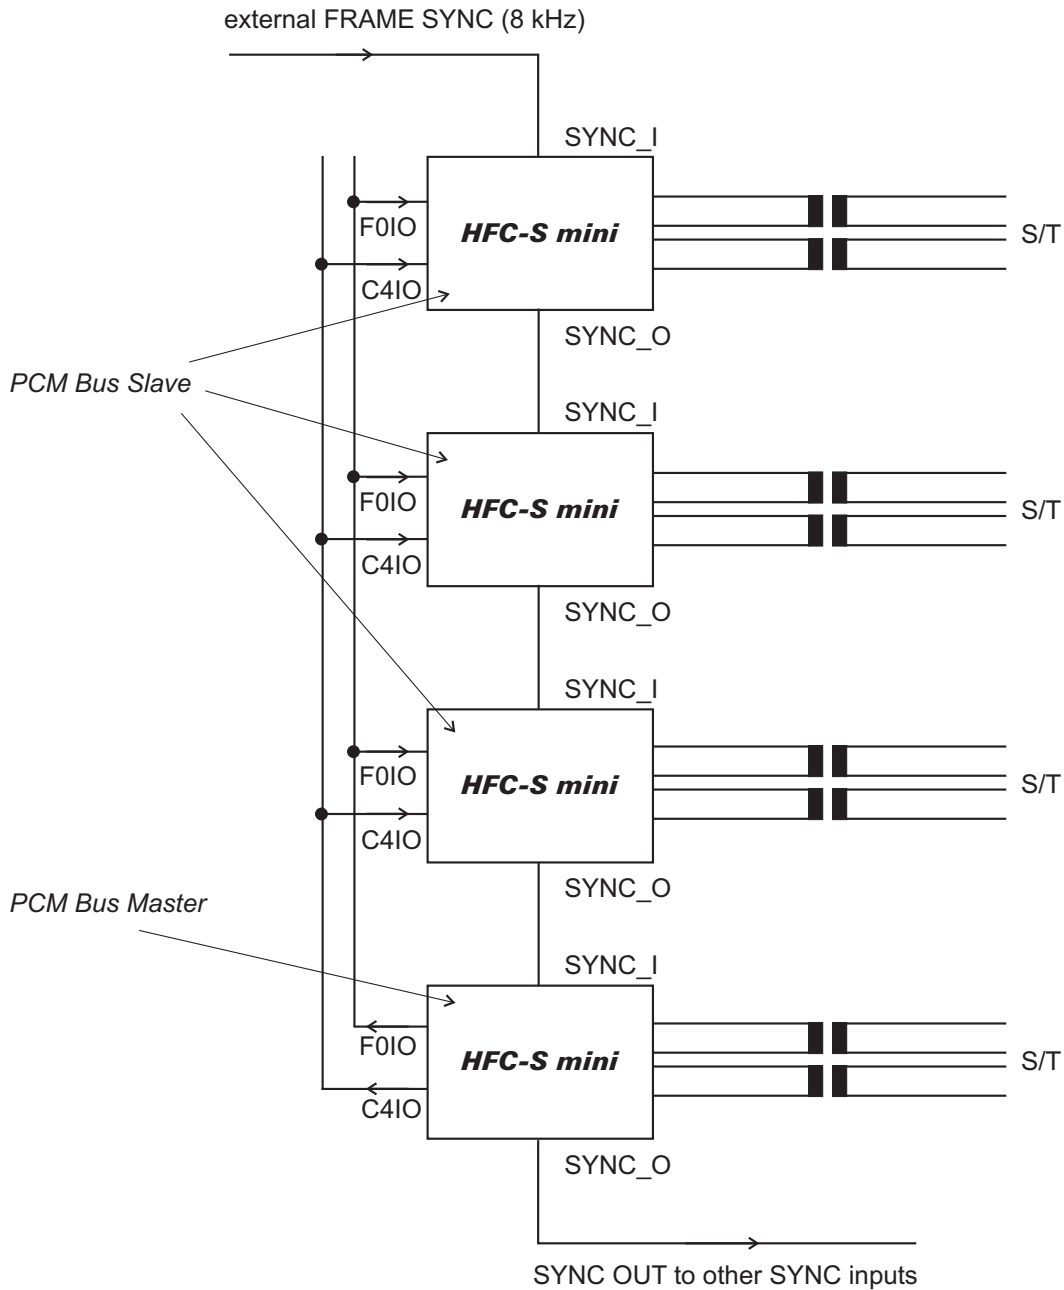 external FRAME SYNC (8 kHz)
SYNC_I
F0IO
HFC-S mini
S/T
C4IO
SYNC_O
PCM Bus Slave
SYNC_I
F0IO
HFC-S mini
S/T
C4IO
SYNC_O
SYNC_I
F0IO
HFC-S mini
S/T
C4IO
SYNC_O
PCM Bus Master
SYNC_I
F0IO
HFC-S mini
S/T
C4IO
SYNC_O
SYNC OUT to other SYNC inputs